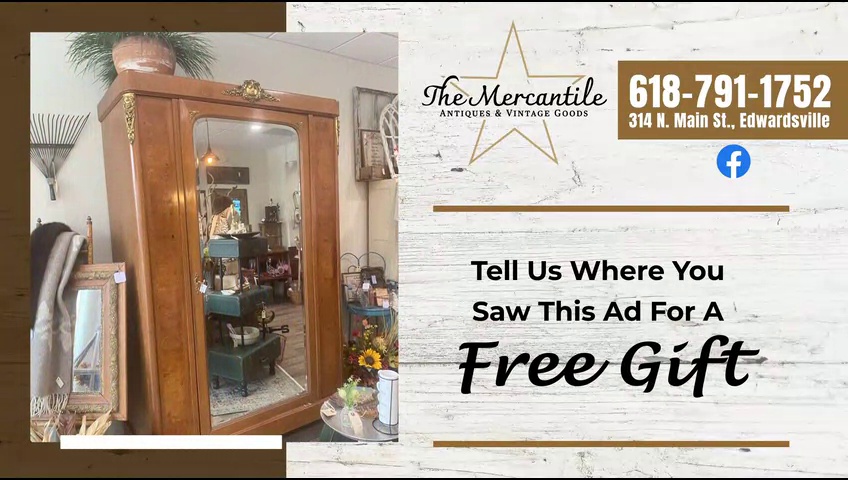 The Mercantile
ANTIQUES & VINTAGE GOODS
618-791-1752
314 N. Main St., Edwardsville
Tell Us Where You
Saw This Ad For A
Free Gift